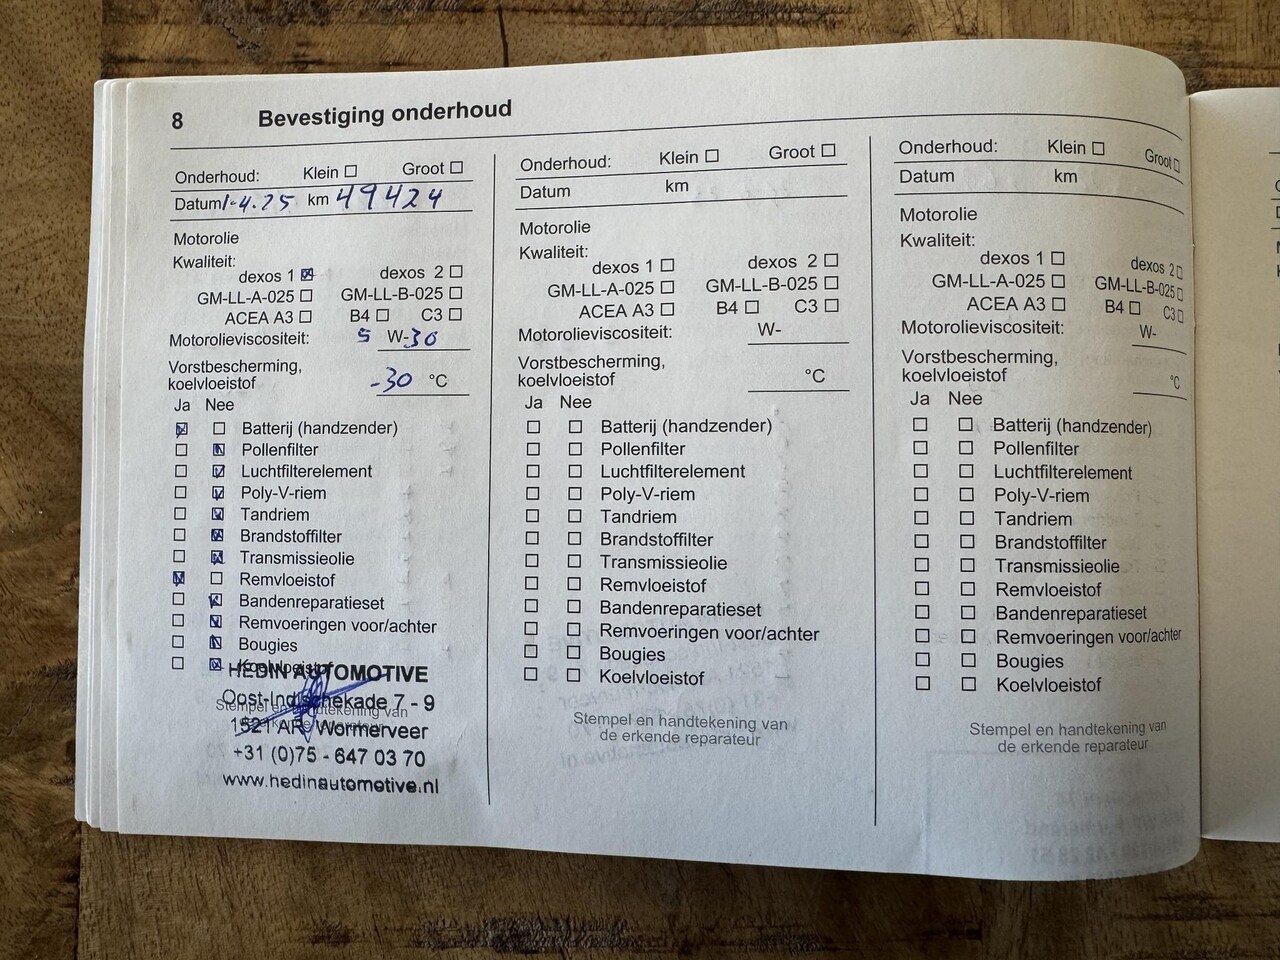 8 Bevestiging onderhoud
Onderhoud: Klein ☐ Groot ☐
Datum 1-4.25 km 49424
Motorolie
Kwaliteit:
dexos 1 ☒ dexos 2 ☐
GM-LL-A-025 ☐ GM-LL-B-025 ☐
ACEA A3 ☐ B4 ☐ C3 ☐
Motorolieviscositeit: 5 W-30
Vorstbescherming,
koelvloeistof -30 °C
Ja Nee
☒ ☐ Batterij (handzender)
☐ ☒ Pollenfilter
☐ ☒ Luchtfilterelement
☐ ☒ Poly-V-riem
☐ ☒ Tandriem
☐ ☒ Brandstoffilter
☐ ☒ Transmissieolie
☒ ☐ Remvloeistof
☐ ☒ Bandenreparatieset
☐ ☒ Remvoeringen voor/achter
☐ ☒ Bougies
☐ ☒ Koelvloeistof
HEDIN AUTOMOTIVE
Oost-Indischekade 7 - 9
Stempel en handtekening van
1521 AR Wormerveer
+31 (0)75 - 647 03 70
www.hedinautomotive.nl
Onderhoud: Klein ☐ Groot ☐
Datum km
Motorolie
Kwaliteit:
dexos 1 ☐ dexos 2 ☐
GM-LL-A-025 ☐ GM-LL-B-025 ☐
ACEA A3 ☐ B4 ☐ C3 ☐
Motorolieviscositeit: W-
Vorstbescherming,
koelvloeistof °C
Ja Nee
☐ ☐ Batterij (handzender)
☐ ☐ Pollenfilter
☐ ☐ Luchtfilterelement
☐ ☐ Poly-V-riem
☐ ☐ Tandriem
☐ ☐ Brandstoffilter
☐ ☐ Transmissieolie
☐ ☐ Remvloeistof
☐ ☐ Bandenreparatieset
☐ ☐ Remvoeringen voor/achter
☐ ☐ Bougies
☐ ☐ Koelvloeistof
Stempel en handtekening van
de erkende reparateur
Onderhoud: Klein ☐ Groot ☐
Datum km
Motorolie
Kwaliteit:
dexos 1 ☐ dexos 2 ☐
GM-LL-A-025 ☐ GM-LL-B-025 ☐
ACEA A3 ☐ B4 ☐ C3 ☐
Motorolieviscositeit: W-
Vorstbescherming,
koelvloeistof °C
Ja Nee
☐ ☐ Batterij (handzender)
☐ ☐ Pollenfilter
☐ ☐ Luchtfilterelement
☐ ☐ Poly-V-riem
☐ ☐ Tandriem
☐ ☐ Brandstoffilter
☐ ☐ Transmissieolie
☐ ☐ Remvloeistof
☐ ☐ Bandenreparatieset
☐ ☐ Remvoeringen voor/achter
☐ ☐ Bougies
☐ ☐ Koelvloeistof
Stempel en handtekening van
de erkende reparateur